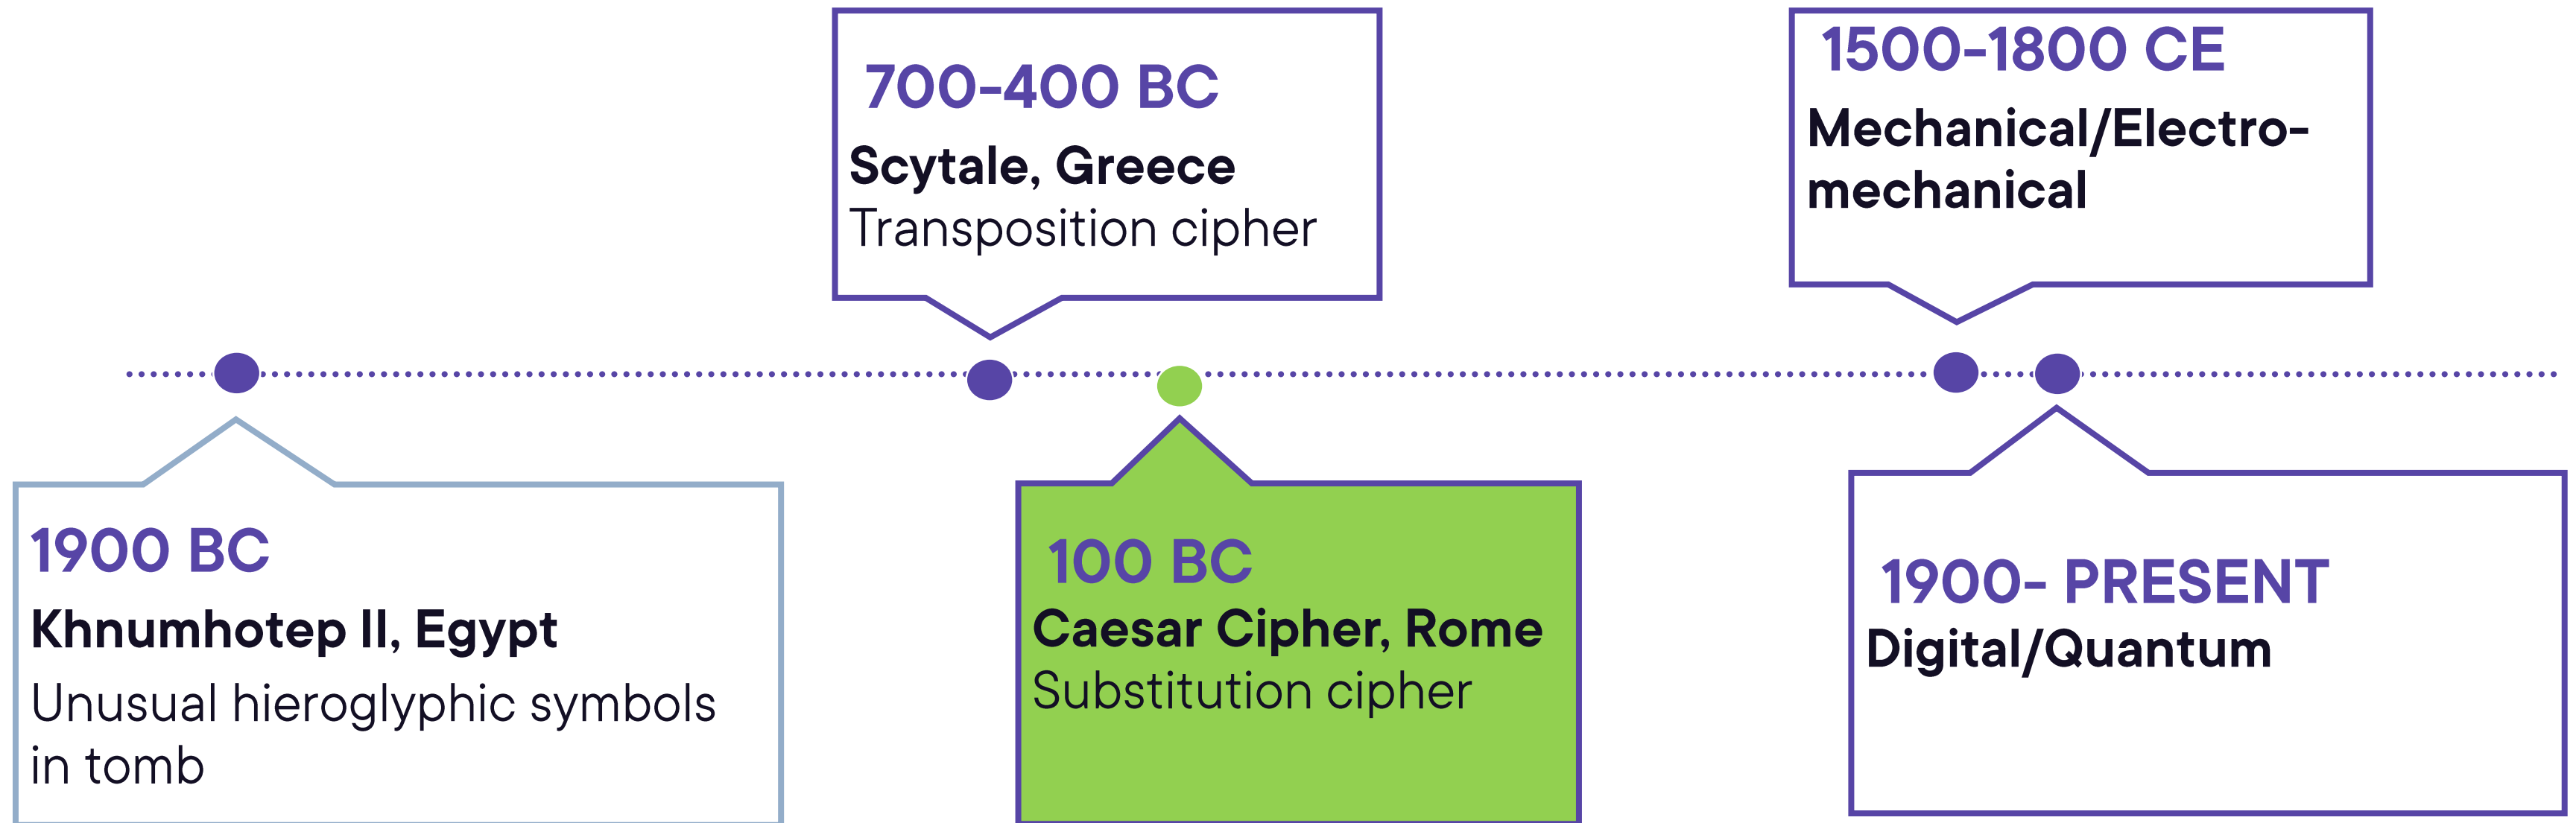 1900 BC
Khnumhotep II, Egypt
Unusual hieroglyphic symbols
in tomb
700-400 BC
Scytale, Greece
Transposition cipher
100 BC
Caesar Cipher, Rome
Substitution cipher
1500-1800 CE
Mechanical/Electro-
mechanical
1900- PRESENT
Digital/Quantum